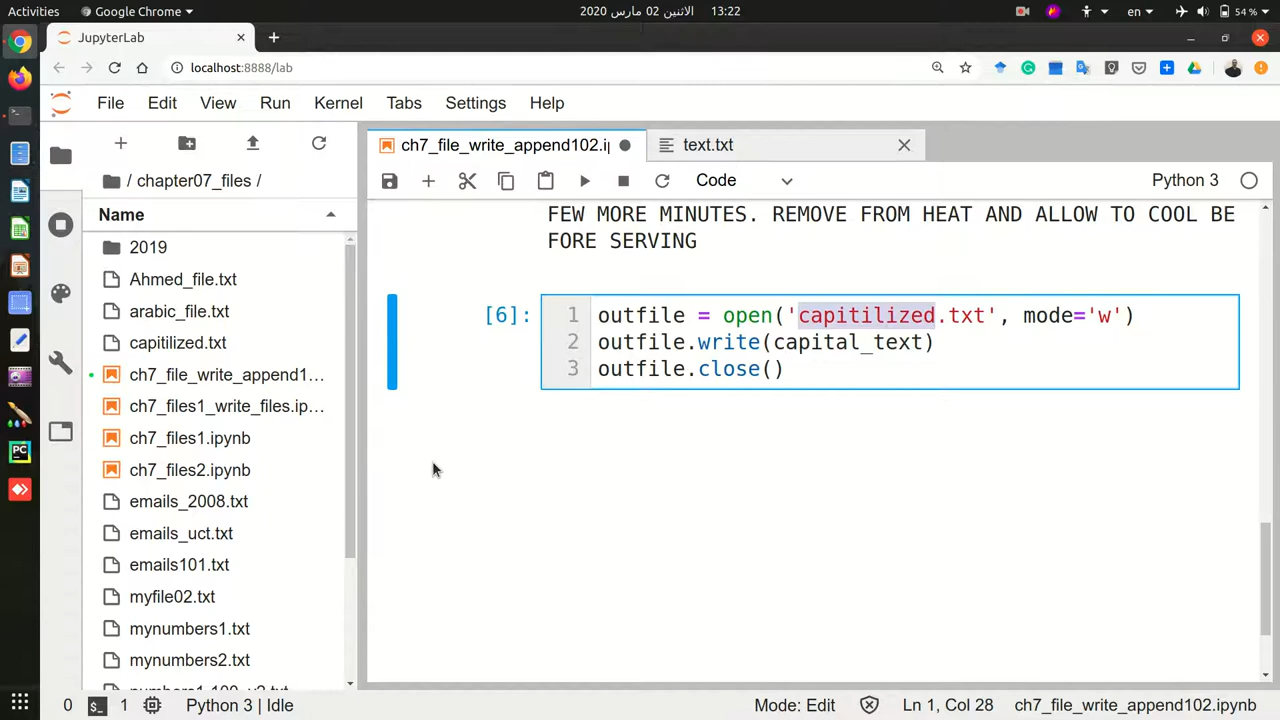 Activities
Google Chrome
الاثنين 02 مارس 2020 13:22
en
54 %
JupyterLab
localhost:8888/lab
File Edit View Run Kernel Tabs Settings Help
ch7_file_write_append102.i
text.txt
/ chapter07_files /
Code
Python 3
Name
2019
Ahmed_file.txt
arabic_file.txt
capitilized.txt
ch7_file_write_append1…
ch7_files1_write_files.ip…
ch7_files1.ipynb
ch7_files2.ipynb
emails_2008.txt
emails_uct.txt
emails101.txt
myfile02.txt
mynumbers1.txt
mynumbers2.txt
FEW MORE MINUTES. REMOVE FROM HEAT AND ALLOW TO COOL BE
FORE SERVING
[6]:
1 outfile = open('capitilized.txt', mode='w')
2 outfile.write(capital_text)
3 outfile.close()
PC
0 $_ 1 Python 3 | Idle
Mode: Edit
Ln 1, Col 28
ch7_file_write_append102.ipynb